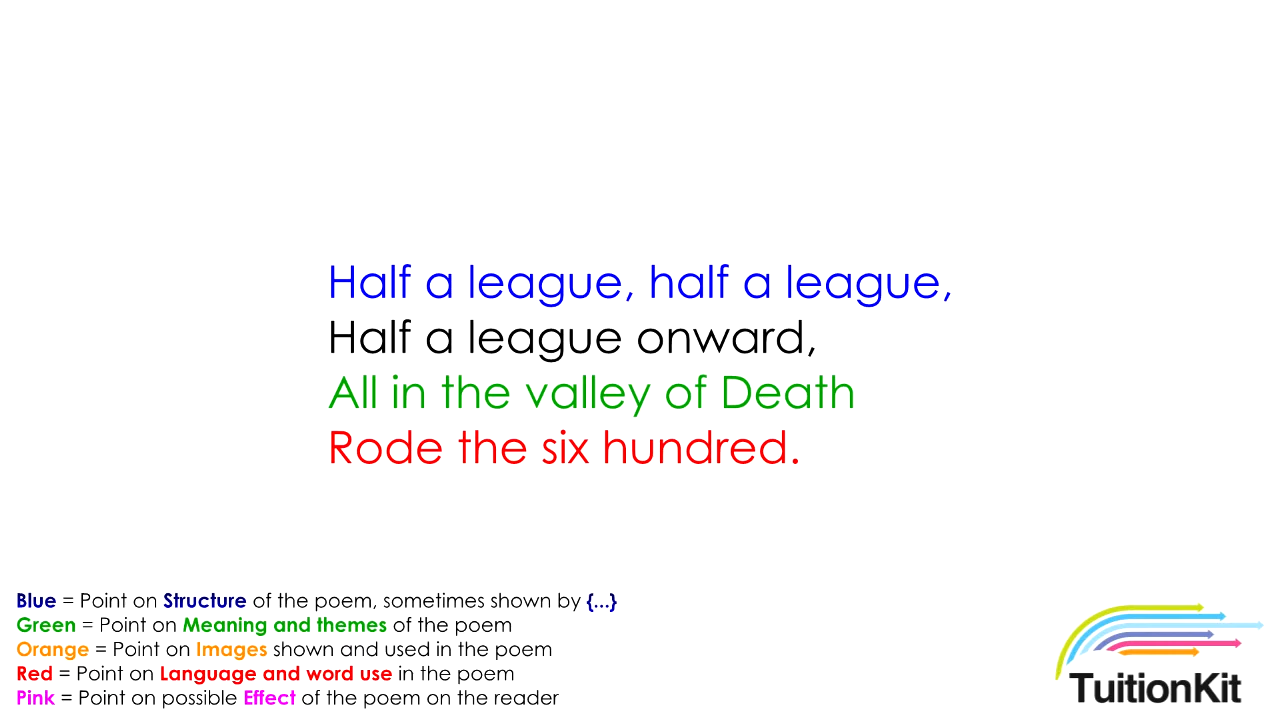 Half a league, half a league,
Half a league onward,
All in the valley of Death
Rode the six hundred.
Blue = Point on Structure of the poem, sometimes shown by {...}
Green = Point on Meaning and themes of the poem
Orange = Point on Images shown and used in the poem
Red = Point on Language and word use in the poem
Pink = Point on possible Effect of the poem on the reader
TuitionKit